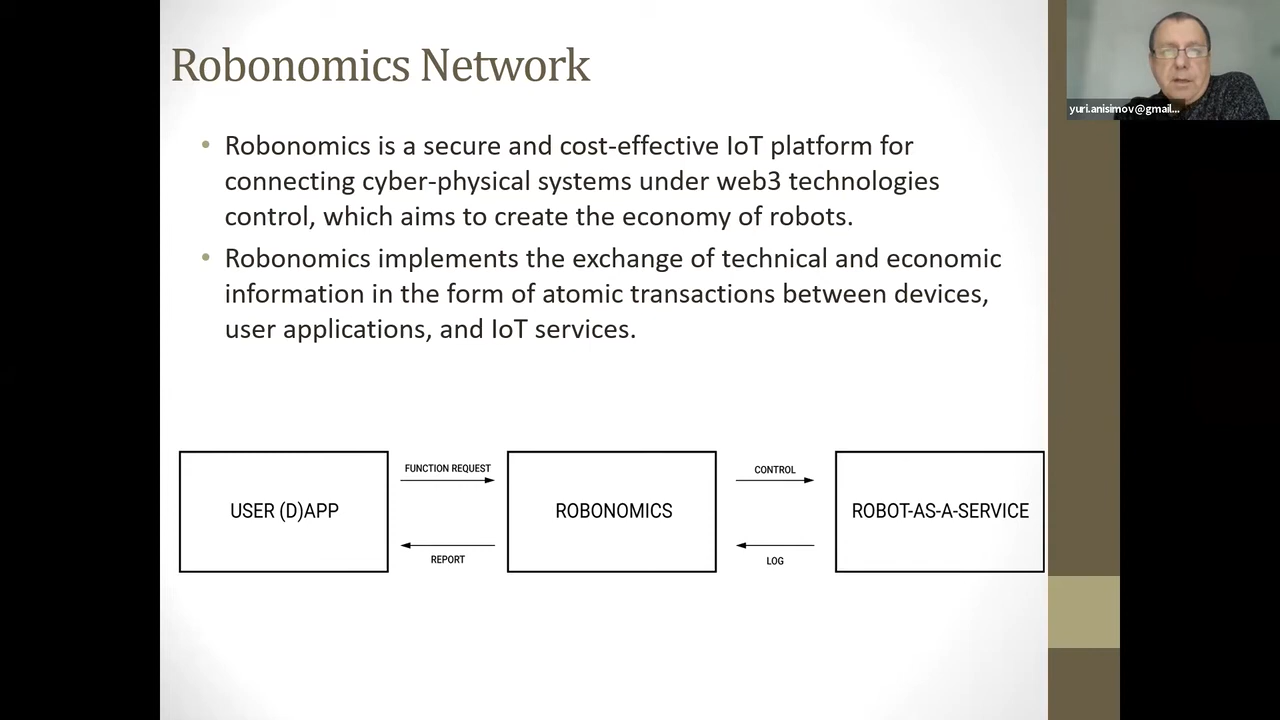 Robonomics Network
yuri.anisimov@gmail...
• Robonomics is a secure and cost-effective IoT platform for
connecting cyber-physical systems under web3 technologies
control, which aims to create the economy of robots.
• Robonomics implements the exchange of technical and economic
information in the form of atomic transactions between devices,
user applications, and IoT services.
USER (D)APP
FUNCTION REQUEST
REPORT
ROBONOMICS
CONTROL
LOG
ROBOT-AS-A-SERVICE